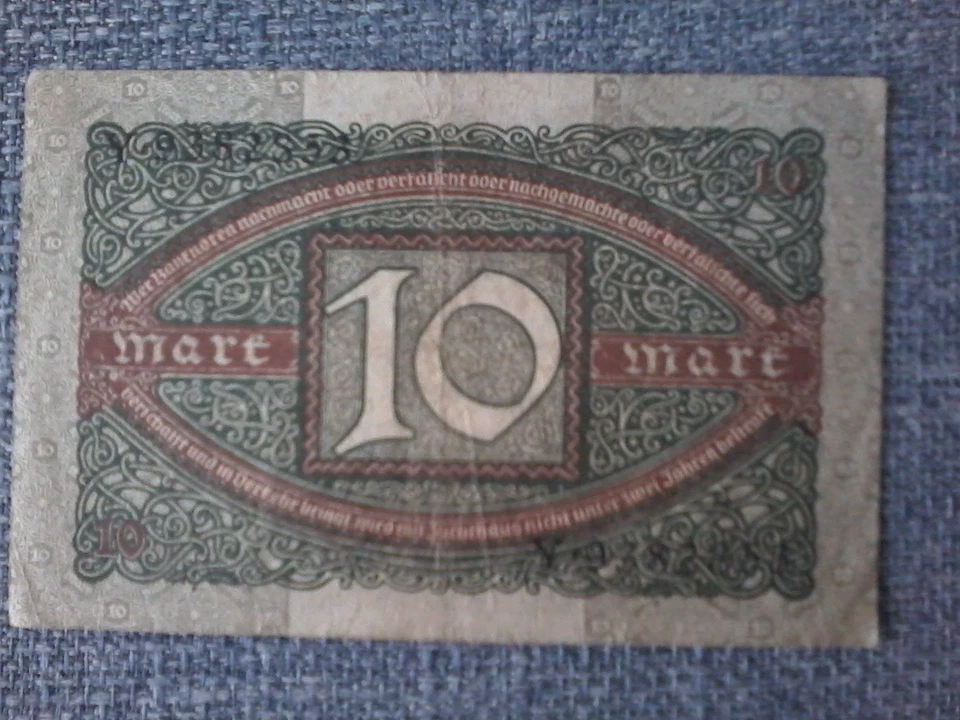 10
Wer Banknoten nachmacht oder verfälscht oder nachgemachte oder verfälschte sich
Mark 10 Mark
verschafft und in Verkehr bringt wird mit Zuchthaus nicht unter zwei Jahren bestraft
10